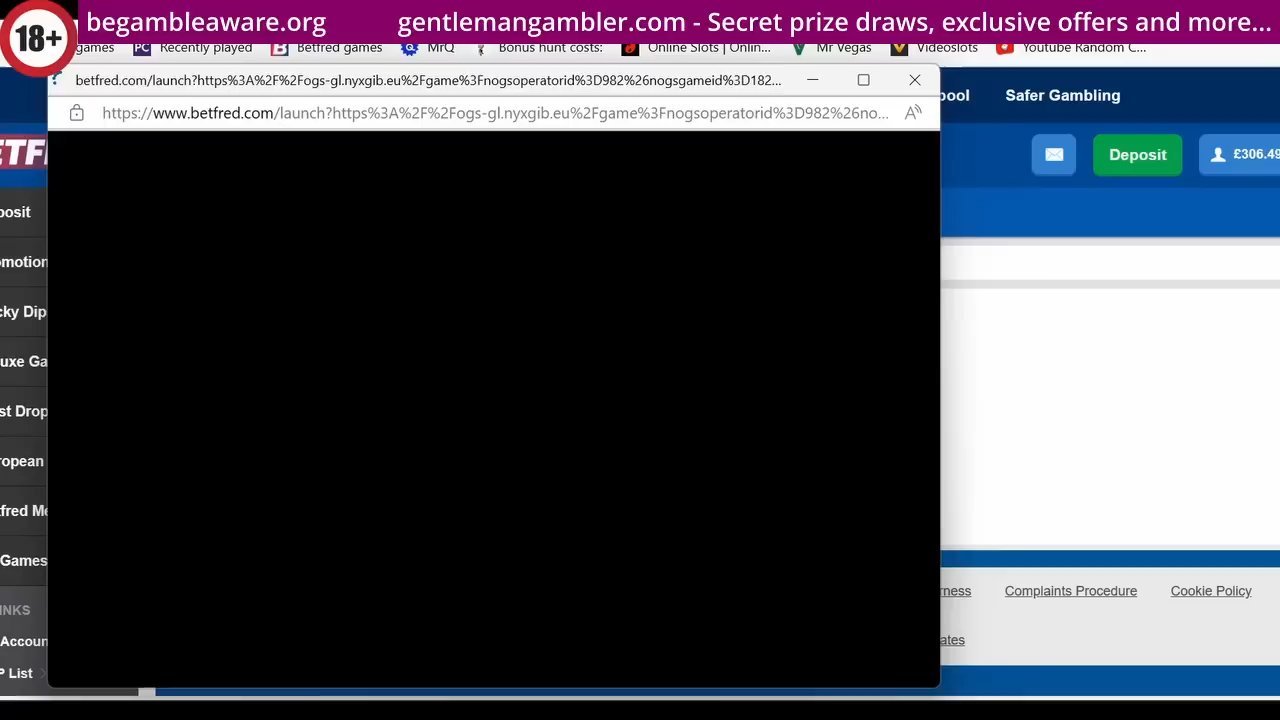 18+
begambleaware.org
gentlemangambler.com - Secret prize draws, exclusive offers and more...
games
Recently played
Betfred games
MrQ
Bonus hunt costs:
Online Slots | Onlin...
Mr Vegas
Videoslots
Youtube Random C...
betfred.com/launch?https%3A%2F%2Fogs-gl.nyxgib.eu%2Fgame%3Fnogsoperatorid%3D982%26nogsgameid%3D182...
https://www.betfred.com/launch?https%3A%2F%2Fogs-gl.nyxgib.eu%2Fgame%3Fnogsoperatorid%3D982%26no...
ool
Safer Gambling
ETF
Deposit
£306.49
posit
omotion
cky Dip
uxe Ga
st Drop
ropean
tfred Me
Games
INKS
Accoun
P List
rness
Complaints Procedure
Cookie Policy
ates